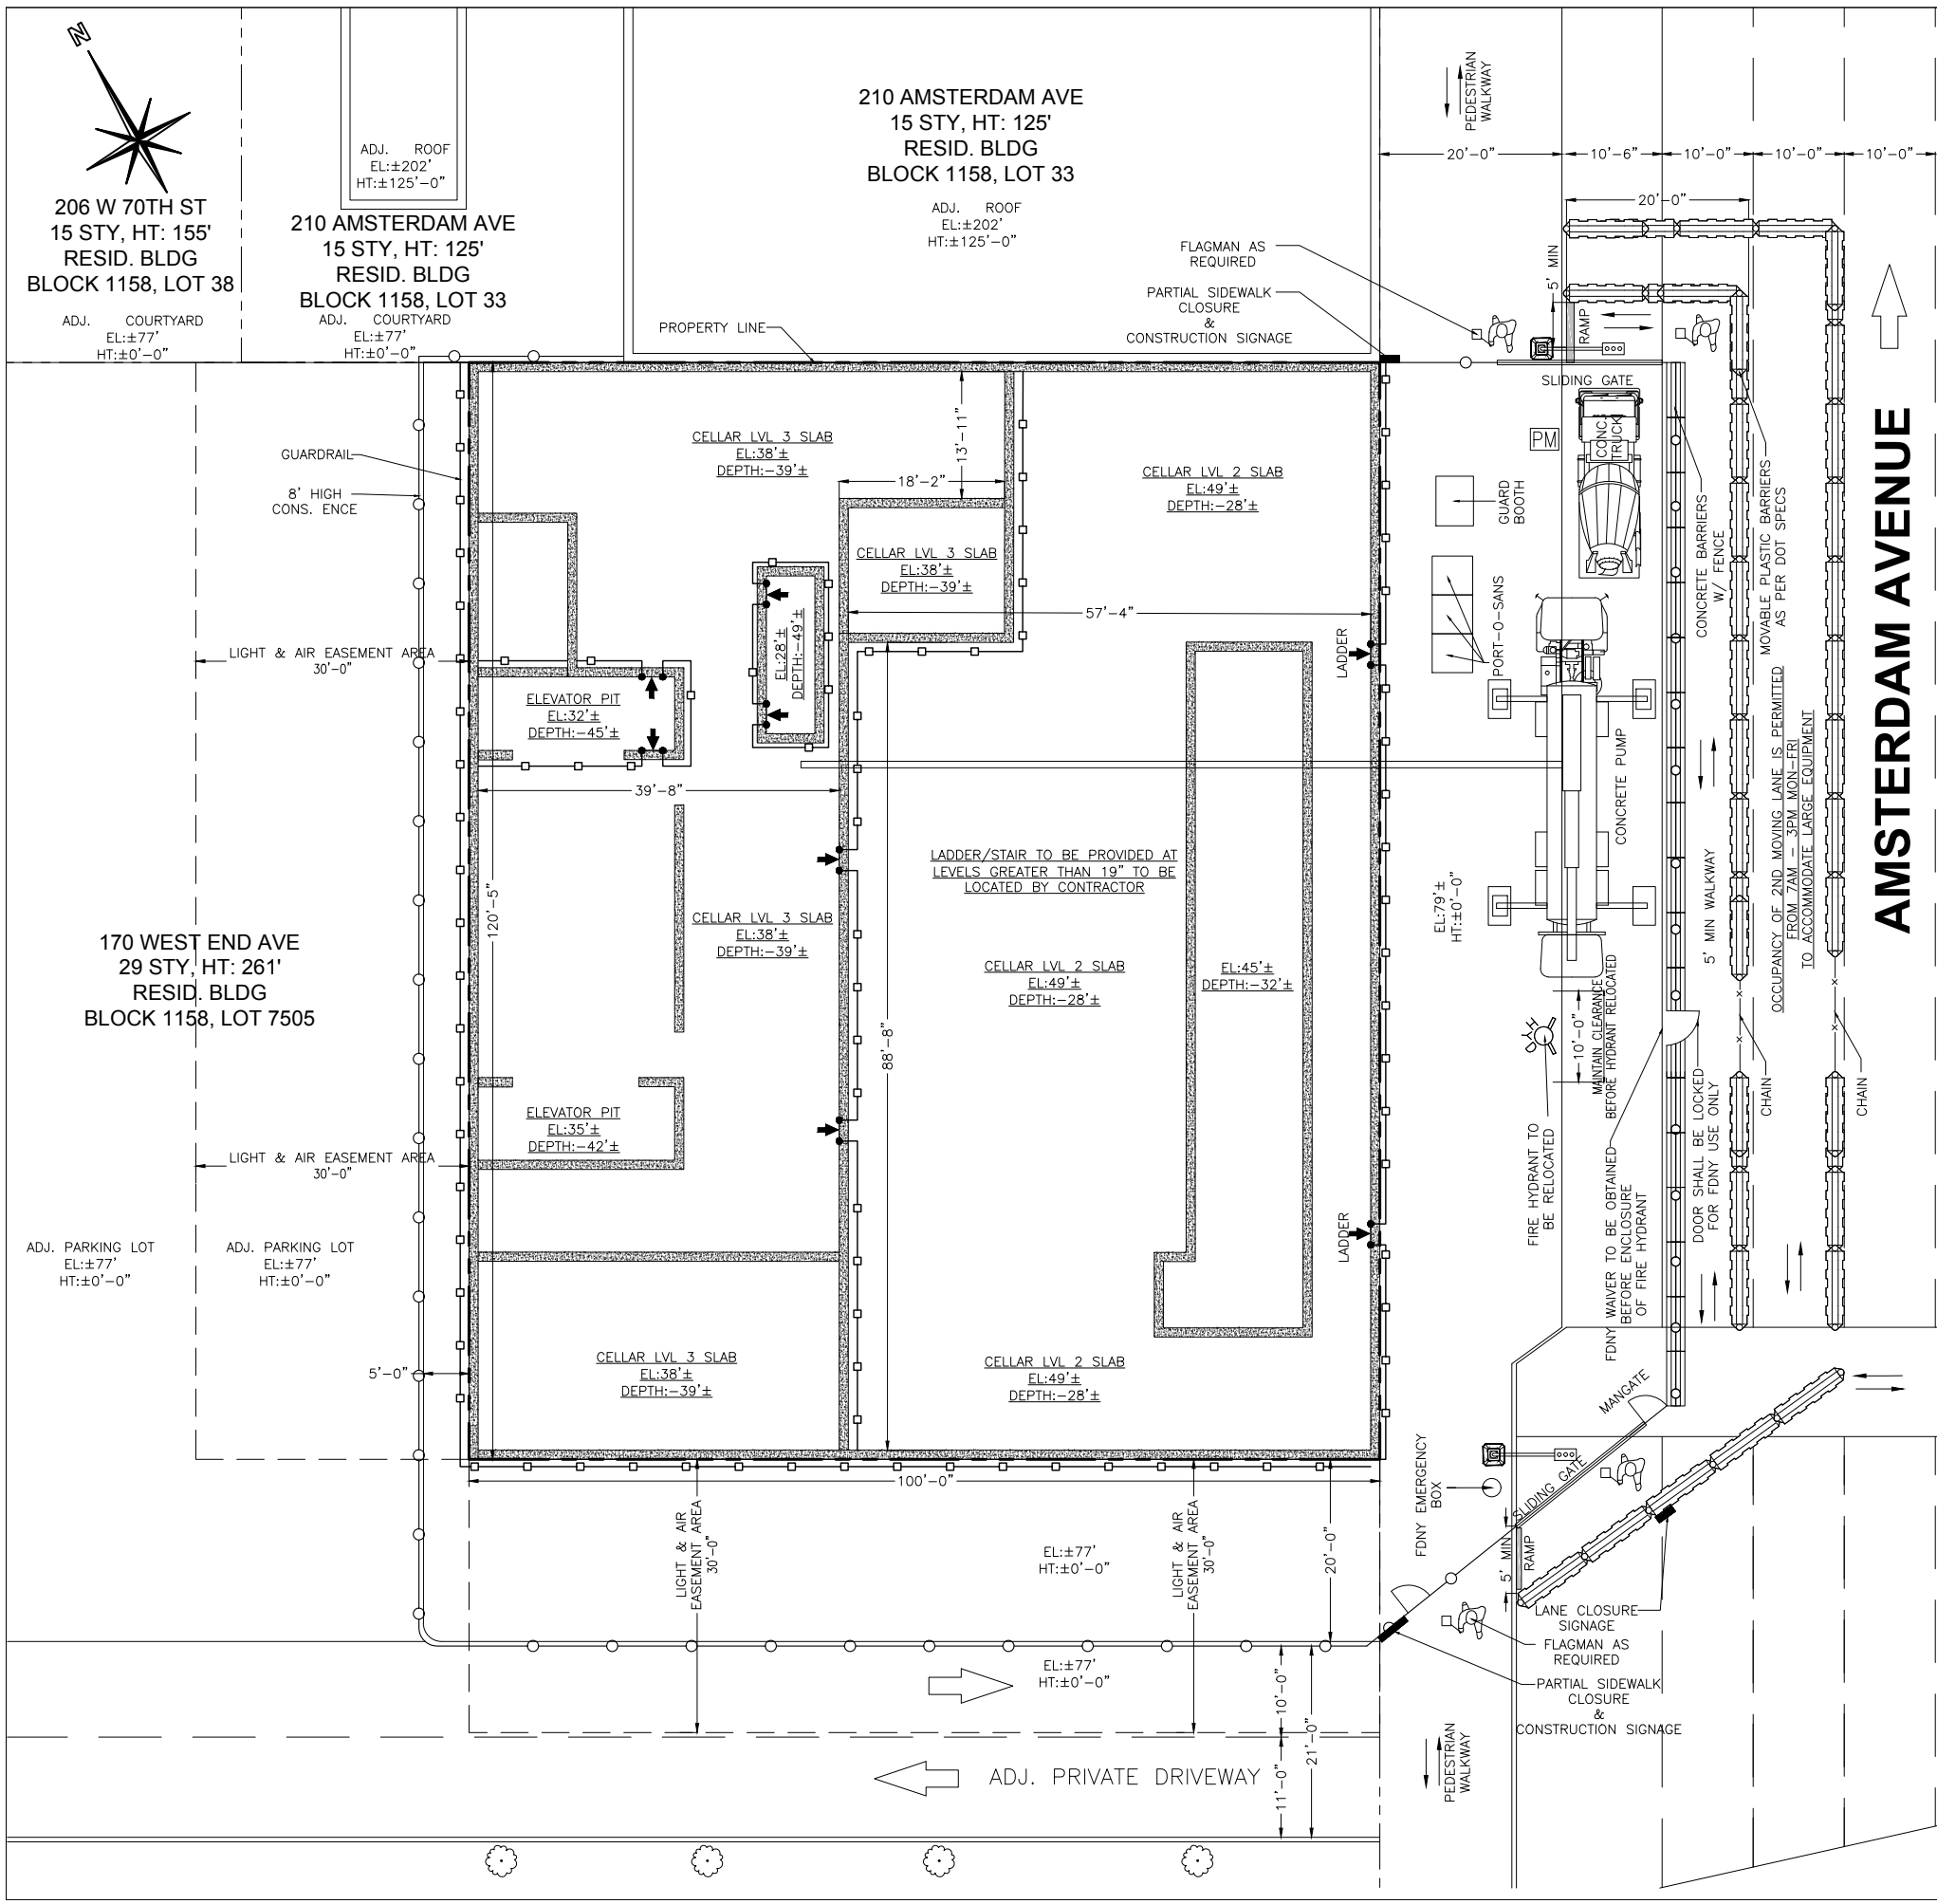 N
206 W 70TH ST
15 STY, HT: 155'
RESID. BLDG
BLOCK 1158, LOT 38
ADJ. COURTYARD
EL:±77'
HT:±0'-0"
ADJ. ROOF
EL:±202'
HT:±125'-0"
210 AMSTERDAM AVE
15 STY, HT: 125'
RESID. BLDG
BLOCK 1158, LOT 33
ADJ. COURTYARD
EL:±77'
HT:±0'-0"
210 AMSTERDAM AVE
15 STY, HT: 125'
RESID. BLDG
BLOCK 1158, LOT 33
ADJ. ROOF
EL:±202'
HT:±125'-0"
PROPERTY LINE
FLAGMAN AS
REQUIRED
PARTIAL SIDEWALK
CLOSURE
&
CONSTRUCTION SIGNAGE
PEDESTRIAN
WALKWAY
20'-0"
10'-6"
10'-0"
10'-0"
10'-0"
20'-0"
5' MIN
RAMP
SLIDING GATE
CONC.
TRUCK
PM
GUARD
BOOTH
PORT-O-SANS
CONCRETE BARRIERS
W/ FENCE
MOVABLE PLASTIC BARRIERS
AS PER DOT SPECS
OCCUPANCY OF 2ND MOVING LANE IS PERMITTED
FROM 7AM - 3PM MON-FRI
TO ACCOMODATE LARGE EQUIPMENT
AMSTERDAM AVENUE
GUARDRAIL
8' HIGH
CONS. ENCE
CELLAR LVL 3 SLAB
EL:38'±
DEPTH:-39'±
13'-11"
18'-2"
CELLAR LVL 2 SLAB
EL:49'±
DEPTH:-28'±
CELLAR LVL 3 SLAB
EL:38'±
DEPTH:-39'±
57'-4"
LADDER
EL:28'±
DEPTH:-49'±
LIGHT & AIR EASEMENT AREA
30'-0"
ELEVATOR PIT
EL:32'±
DEPTH:-45'±
39'-8"
CONCRETE PUMP
120'-5"
LADDER/STAIR TO BE PROVIDED AT
LEVELS GREATER THAN 19" TO BE
LOCATED BY CONTRACTOR
EL:79'±
HT:±0'-0"
5' MIN WALKWAY
170 WEST END AVE
29 STY, HT: 261'
RESID. BLDG
BLOCK 1158, LOT 7505
CELLAR LVL 3 SLAB
EL:38'±
DEPTH:-39'±
CELLAR LVL 2 SLAB
EL:49'±
DEPTH:-28'±
EL:45'±
DEPTH:-32'±
88'-8"
HYD
10'-0"
MAINTAIN CLEARANCE
BEFORE HYDRANT RELOCATED
CHAIN
CHAIN
ELEVATOR PIT
EL:35'±
DEPTH:-42'±
LIGHT & AIR EASEMENT AREA
30'-0"
FIRE HYDRANT TO
BE RELOCATED
FDNY WAIVER TO BE OBTAINED
BEFORE ENCLOSURE
OF FIRE HYDRANT
DOOR SHALL BE LOCKED
FOR FDNY USE ONLY
LADDER
ADJ. PARKING LOT
EL:±77'
HT:±0'-0"
ADJ. PARKING LOT
EL:±77'
HT:±0'-0"
5'-0"
CELLAR LVL 3 SLAB
EL:38'±
DEPTH:-39'±
CELLAR LVL 2 SLAB
EL:49'±
DEPTH:-28'±
MANGATE
SLIDING GATE
FDNY EMERGENCY
BOX
100'-0"
LIGHT & AIR
EASEMENT AREA
30'-0"
EL:±77'
HT:±0'-0"
LIGHT & AIR
EASEMENT AREA
30'-0"
20'-0"
5' MIN
RAMP
LANE CLOSURE
SIGNAGE
FLAGMAN AS
REQUIRED
PARTIAL SIDEWALK
CLOSURE
&
CONSTRUCTION SIGNAGE
EL:±77'
HT:±0'-0"
10'-0"
21'-0"
11'-0"
ADJ. PRIVATE DRIVEWAY
PEDESTRIAN
WALKWAY